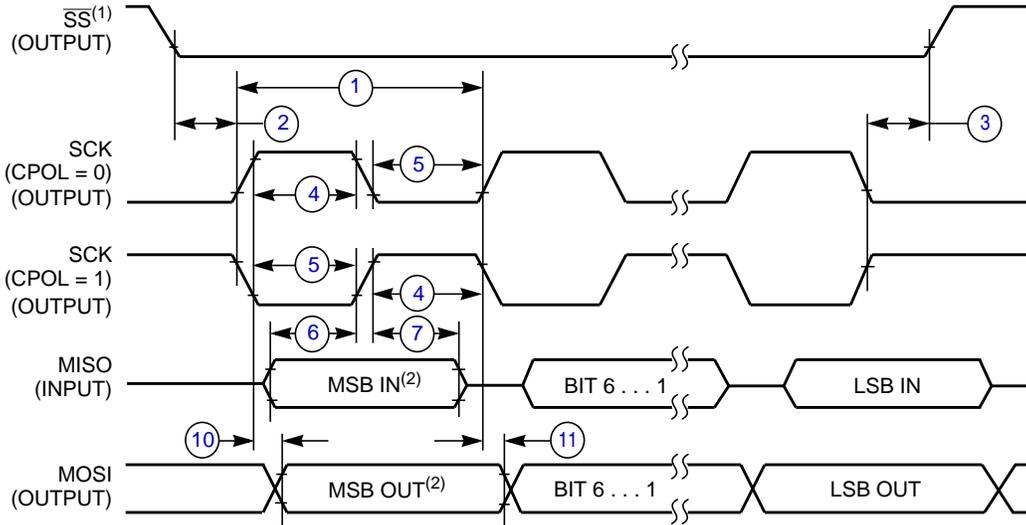 SS(1)
(OUTPUT)
1
2
3
SCK
(CPOL = 0)
(OUTPUT)
5
4
SCK
(CPOL = 1)
(OUTPUT)
5
4
6
7
MISO
(INPUT)
MSB IN(2)
BIT 6 . . . 1
LSB IN
10
11
MOSI
(OUTPUT)
MSB OUT(2)
BIT 6 . . . 1
LSB OUT